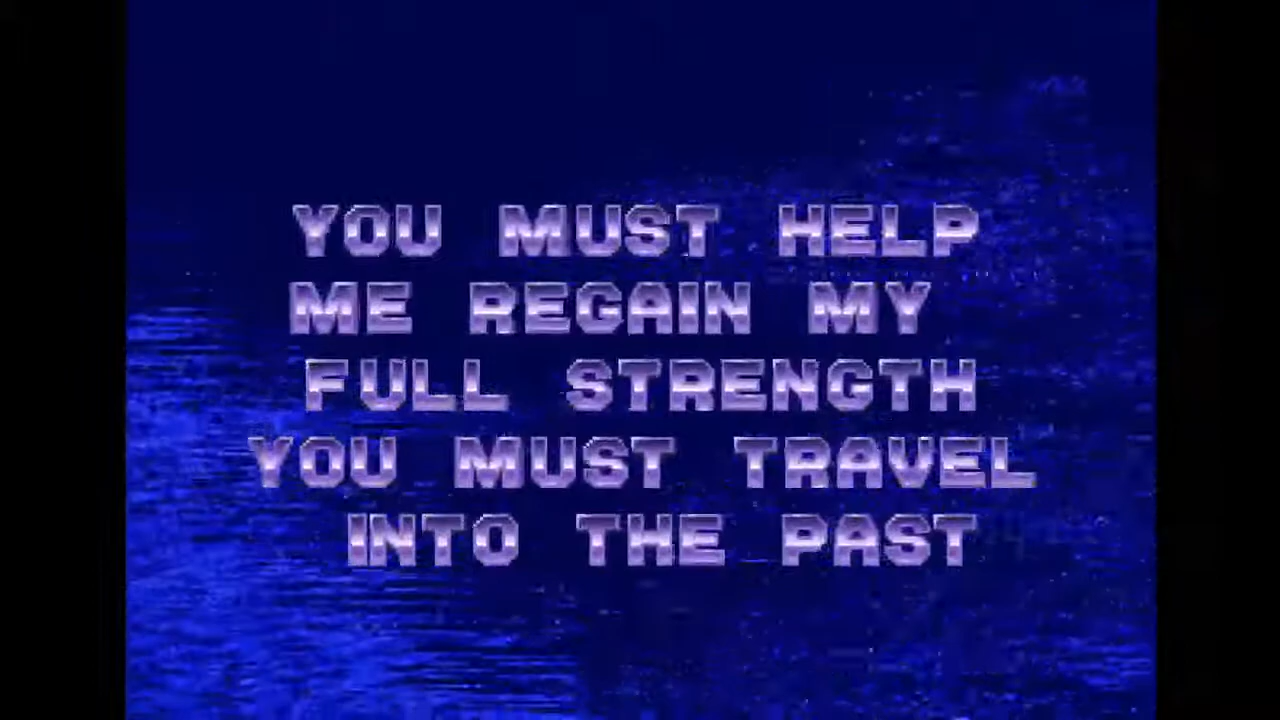 YOU MUST HELP
ME REGAIN MY
FULL STRENGTH
YOU MUST TRAVEL
INTO THE PAST